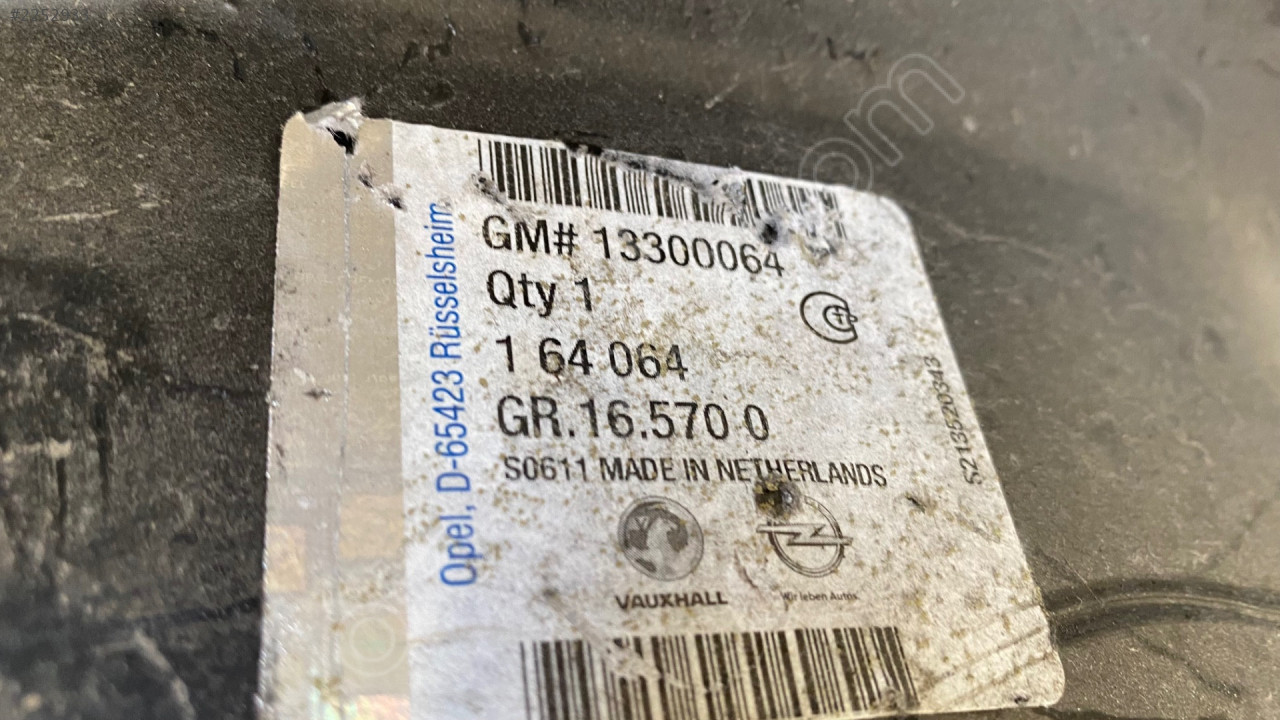 GM# 13300064
Qty 1
1 64 064
GR.16.570 0
S0611 MADE IN NETHERLANDS
VAUXHALL
Wir leben Autos.
Opel, D-65423 Rüsselsheim